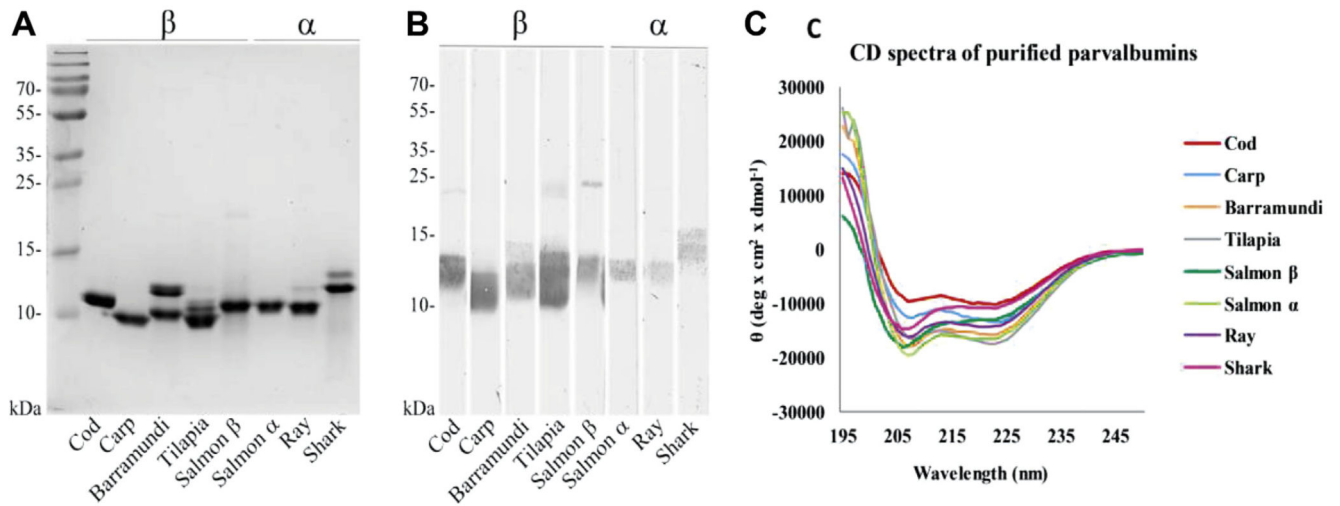 A
β
α
70-
55-
35-
25-
15-
10-
kDa
Cod
Carp
Barramundi
Tilapia
Salmon β
Salmon α
Ray
Shark
B
β
α
70-
55-
35-
25-
15-
10-
kDa
Cod
Carp
Barramundi
Tilapia
Salmon β
Salmon α
Ray
Shark
C
C
CD spectra of purified parvalbumins
30000
20000
10000
0
-10000
-20000
-30000
θ (deg x cm² x dmol⁻¹)
195
205
215
225
235
245
Wavelength (nm)
Cod
Carp
Barramundi
Tilapia
Salmon β
Salmon α
Ray
Shark